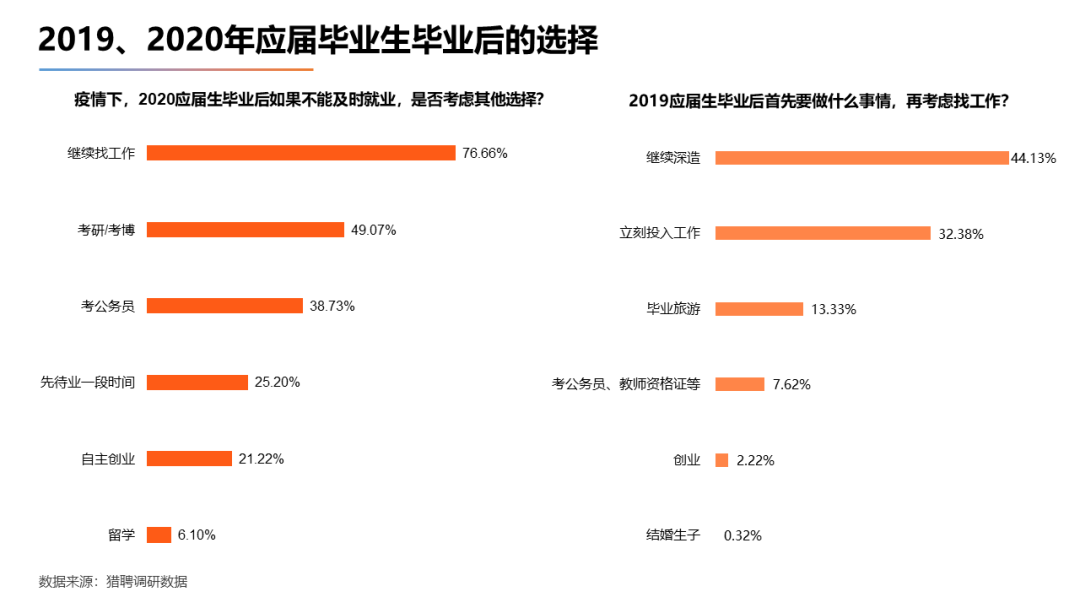 2019、2020年应届毕业生毕业后的选择
疫情下，2020应届生毕业后如果不能及时就业，是否考虑其他选择?
继续找工作 76.66%
考研/考博 49.07%
考公务员 38.73%
先待业一段时间 25.20%
自主创业 21.22%
留学 6.10%
2019应届生毕业后首先要做什么事情，再考虑找工作?
继续深造 44.13%
立刻投入工作 32.38%
毕业旅游 13.33%
考公务员、教师资格证等 7.62%
创业 2.22%
结婚生子 0.32%
数据来源：猎聘调研数据